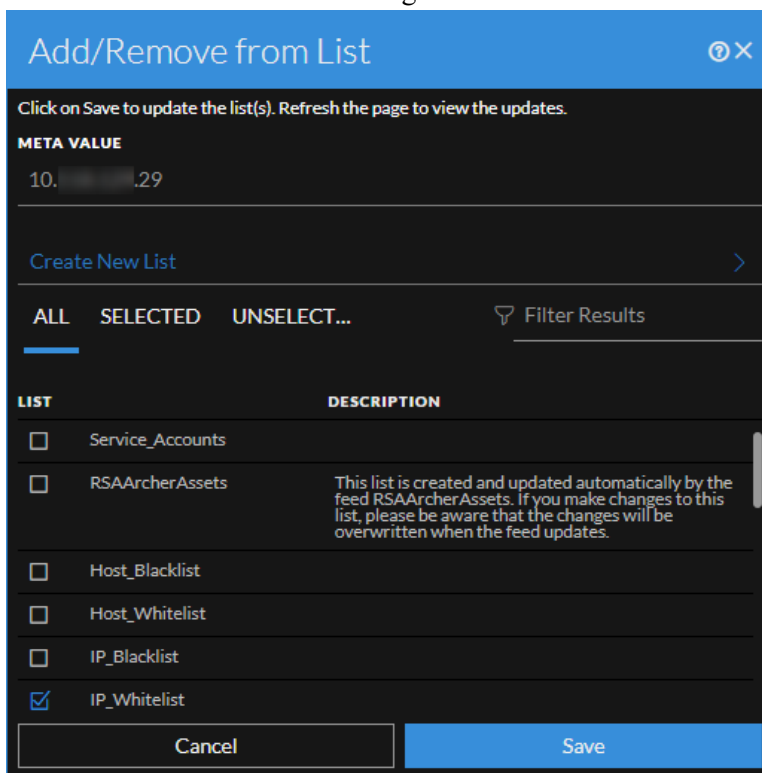 Add/Remove from List
Click on Save to update the list(s). Refresh the page to view the updates.
META VALUE
10. .29
Create New List
ALL SELECTED UNSELECT... Filter Results
LIST DESCRIPTION
Service_Accounts
RSAArcherAssets This list is created and updated automatically by the
feed RSAArcherAssets. If you make changes to this
list, please be aware that the changes will be
overwritten when the feed updates.
Host_Blacklist
Host_Whitelist
IP_Blacklist
IP_Whitelist
Cancel Save